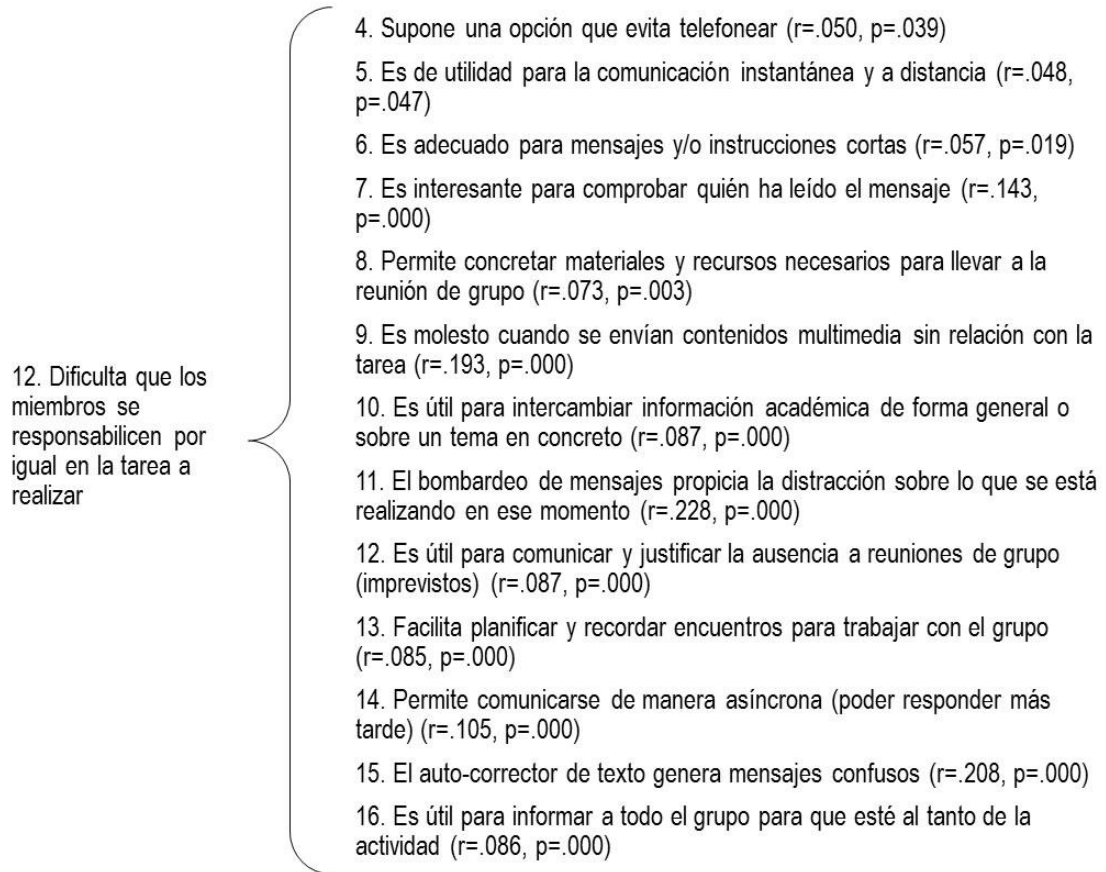 12. Dificulta que los
miembros se
responsabilicen por
igual en la tarea a
realizar
4. Supone una opción que evita telefonear (r=.050, p=.039)
5. Es de utilidad para la comunicación instantánea y a distancia (r=.048,
p=.047)
6. Es adecuado para mensajes y/o instrucciones cortas (r=.057, p=.019)
7. Es interesante para comprobar quién ha leído el mensaje (r=.143,
p=.000)
8. Permite concretar materiales y recursos necesarios para llevar a la
reunión de grupo (r=.073, p=.003)
9. Es molesto cuando se envían contenidos multimedia sin relación con la
tarea (r=.193, p=.000)
10. Es útil para intercambiar información académica de forma general o
sobre un tema en concreto (r=.087, p=.000)
11. El bombardeo de mensajes propicia la distracción sobre lo que se está
realizando en ese momento (r=.228, p=.000)
12. Es útil para comunicar y justificar la ausencia a reuniones de grupo
(imprevistos) (r=.087, p=.000)
13. Facilita planificar y recordar encuentros para trabajar con el grupo
(r=.085, p=.000)
14. Permite comunicarse de manera asíncrona (poder responder más
tarde) (r=.105, p=.000)
15. El auto-corrector de texto genera mensajes confusos (r=.208, p=.000)
16. Es útil para informar a todo el grupo para que esté al tanto de la
actividad (r=.086, p=.000)